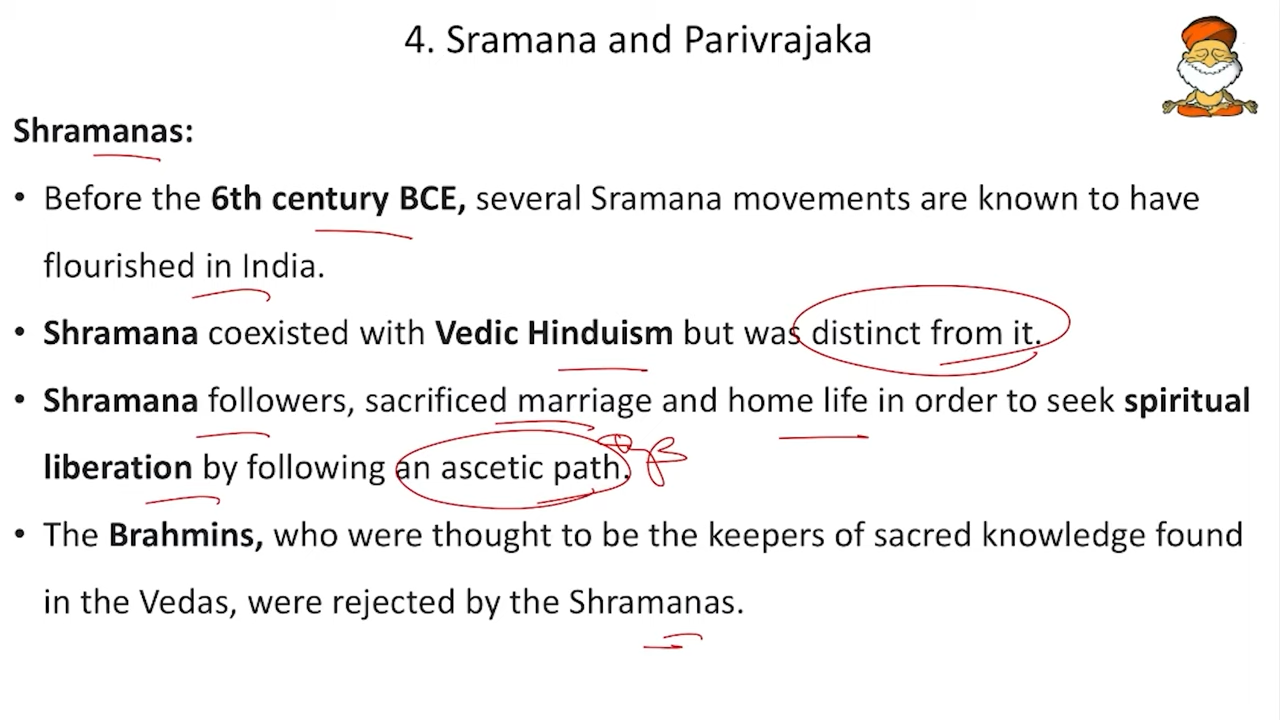 4. Sramana and Parivrajaka
Shramanas:
• Before the 6th century BCE, several Sramana movements are known to have
flourished in India.
• Shramana coexisted with Vedic Hinduism but was distinct from it.
• Shramana followers, sacrificed marriage and home life in order to seek spiritual
liberation by following an ascetic path.
• The Brahmins, who were thought to be the keepers of sacred knowledge found
in the Vedas, were rejected by the Shramanas.